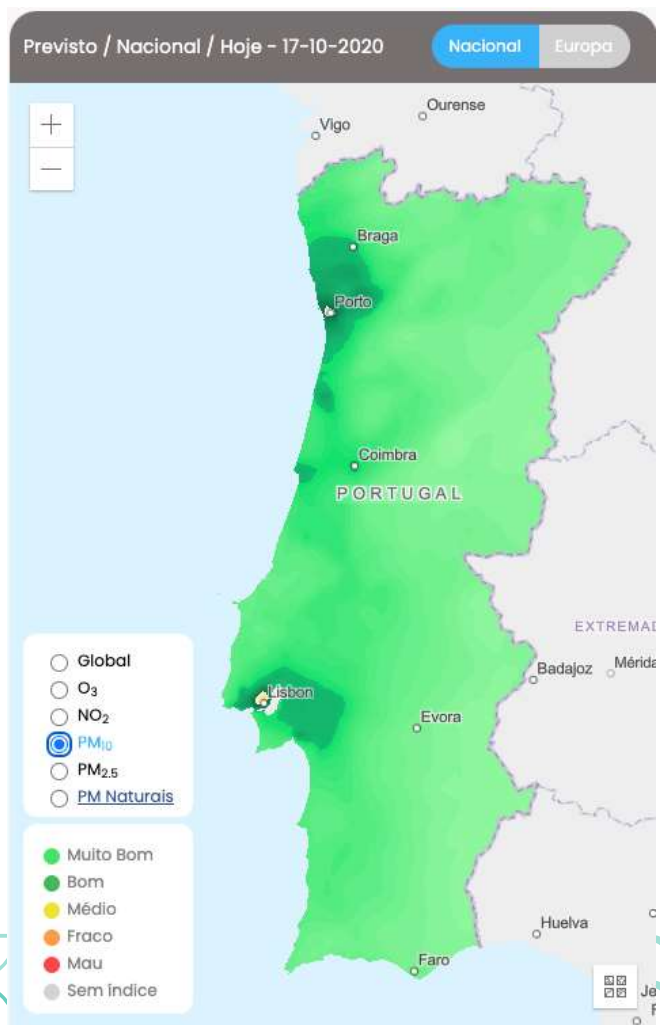 Previsto / Nacional / Hoje - 17-10-2020
Nacional
Europa
Ourense
Vigo
Braga
Porto
Coimbra
PORTUGAL
EXTREMAD
Badajoz
Mérida
Lisbon
Evora
Huelva
Faro
Je
Global
O₃
NO₂
PM₁₀
PM₂.₅
PM Naturais
Muito Bom
Bom
Médio
Fraco
Mau
Sem índice